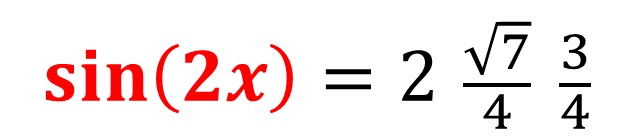 sin(2x) = 2 √7/4 3/4